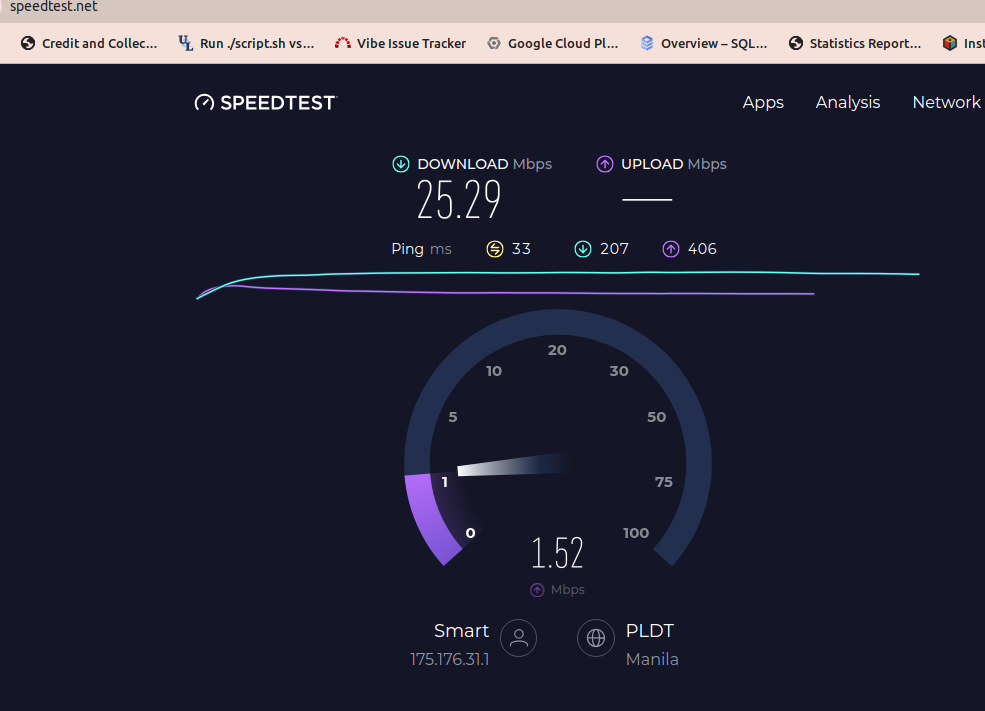 speedtest.net
Credit and Collec... Run ./script.sh vs... Vibe Issue Tracker Google Cloud Pl... Overview – SQL... Statistics Report... Inst
SPEEDTEST Apps Analysis Network
DOWNLOAD Mbps UPLOAD Mbps
25.29
Ping ms 33 207 406
20
10 30
5 50
1 75
0 100
1.52
Mbps
Smart PLDT
175.176.31.1 Manila